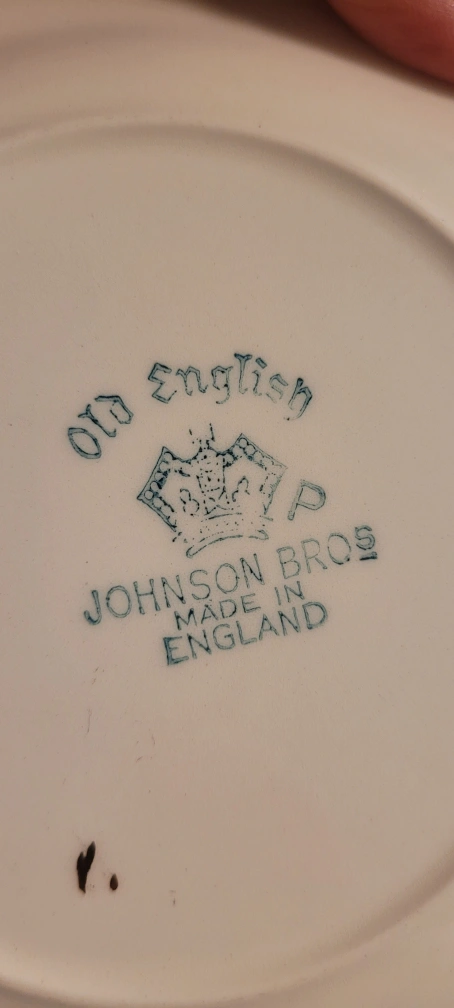 Old English
P
JOHNSON BROS
MADE IN
ENGLAND